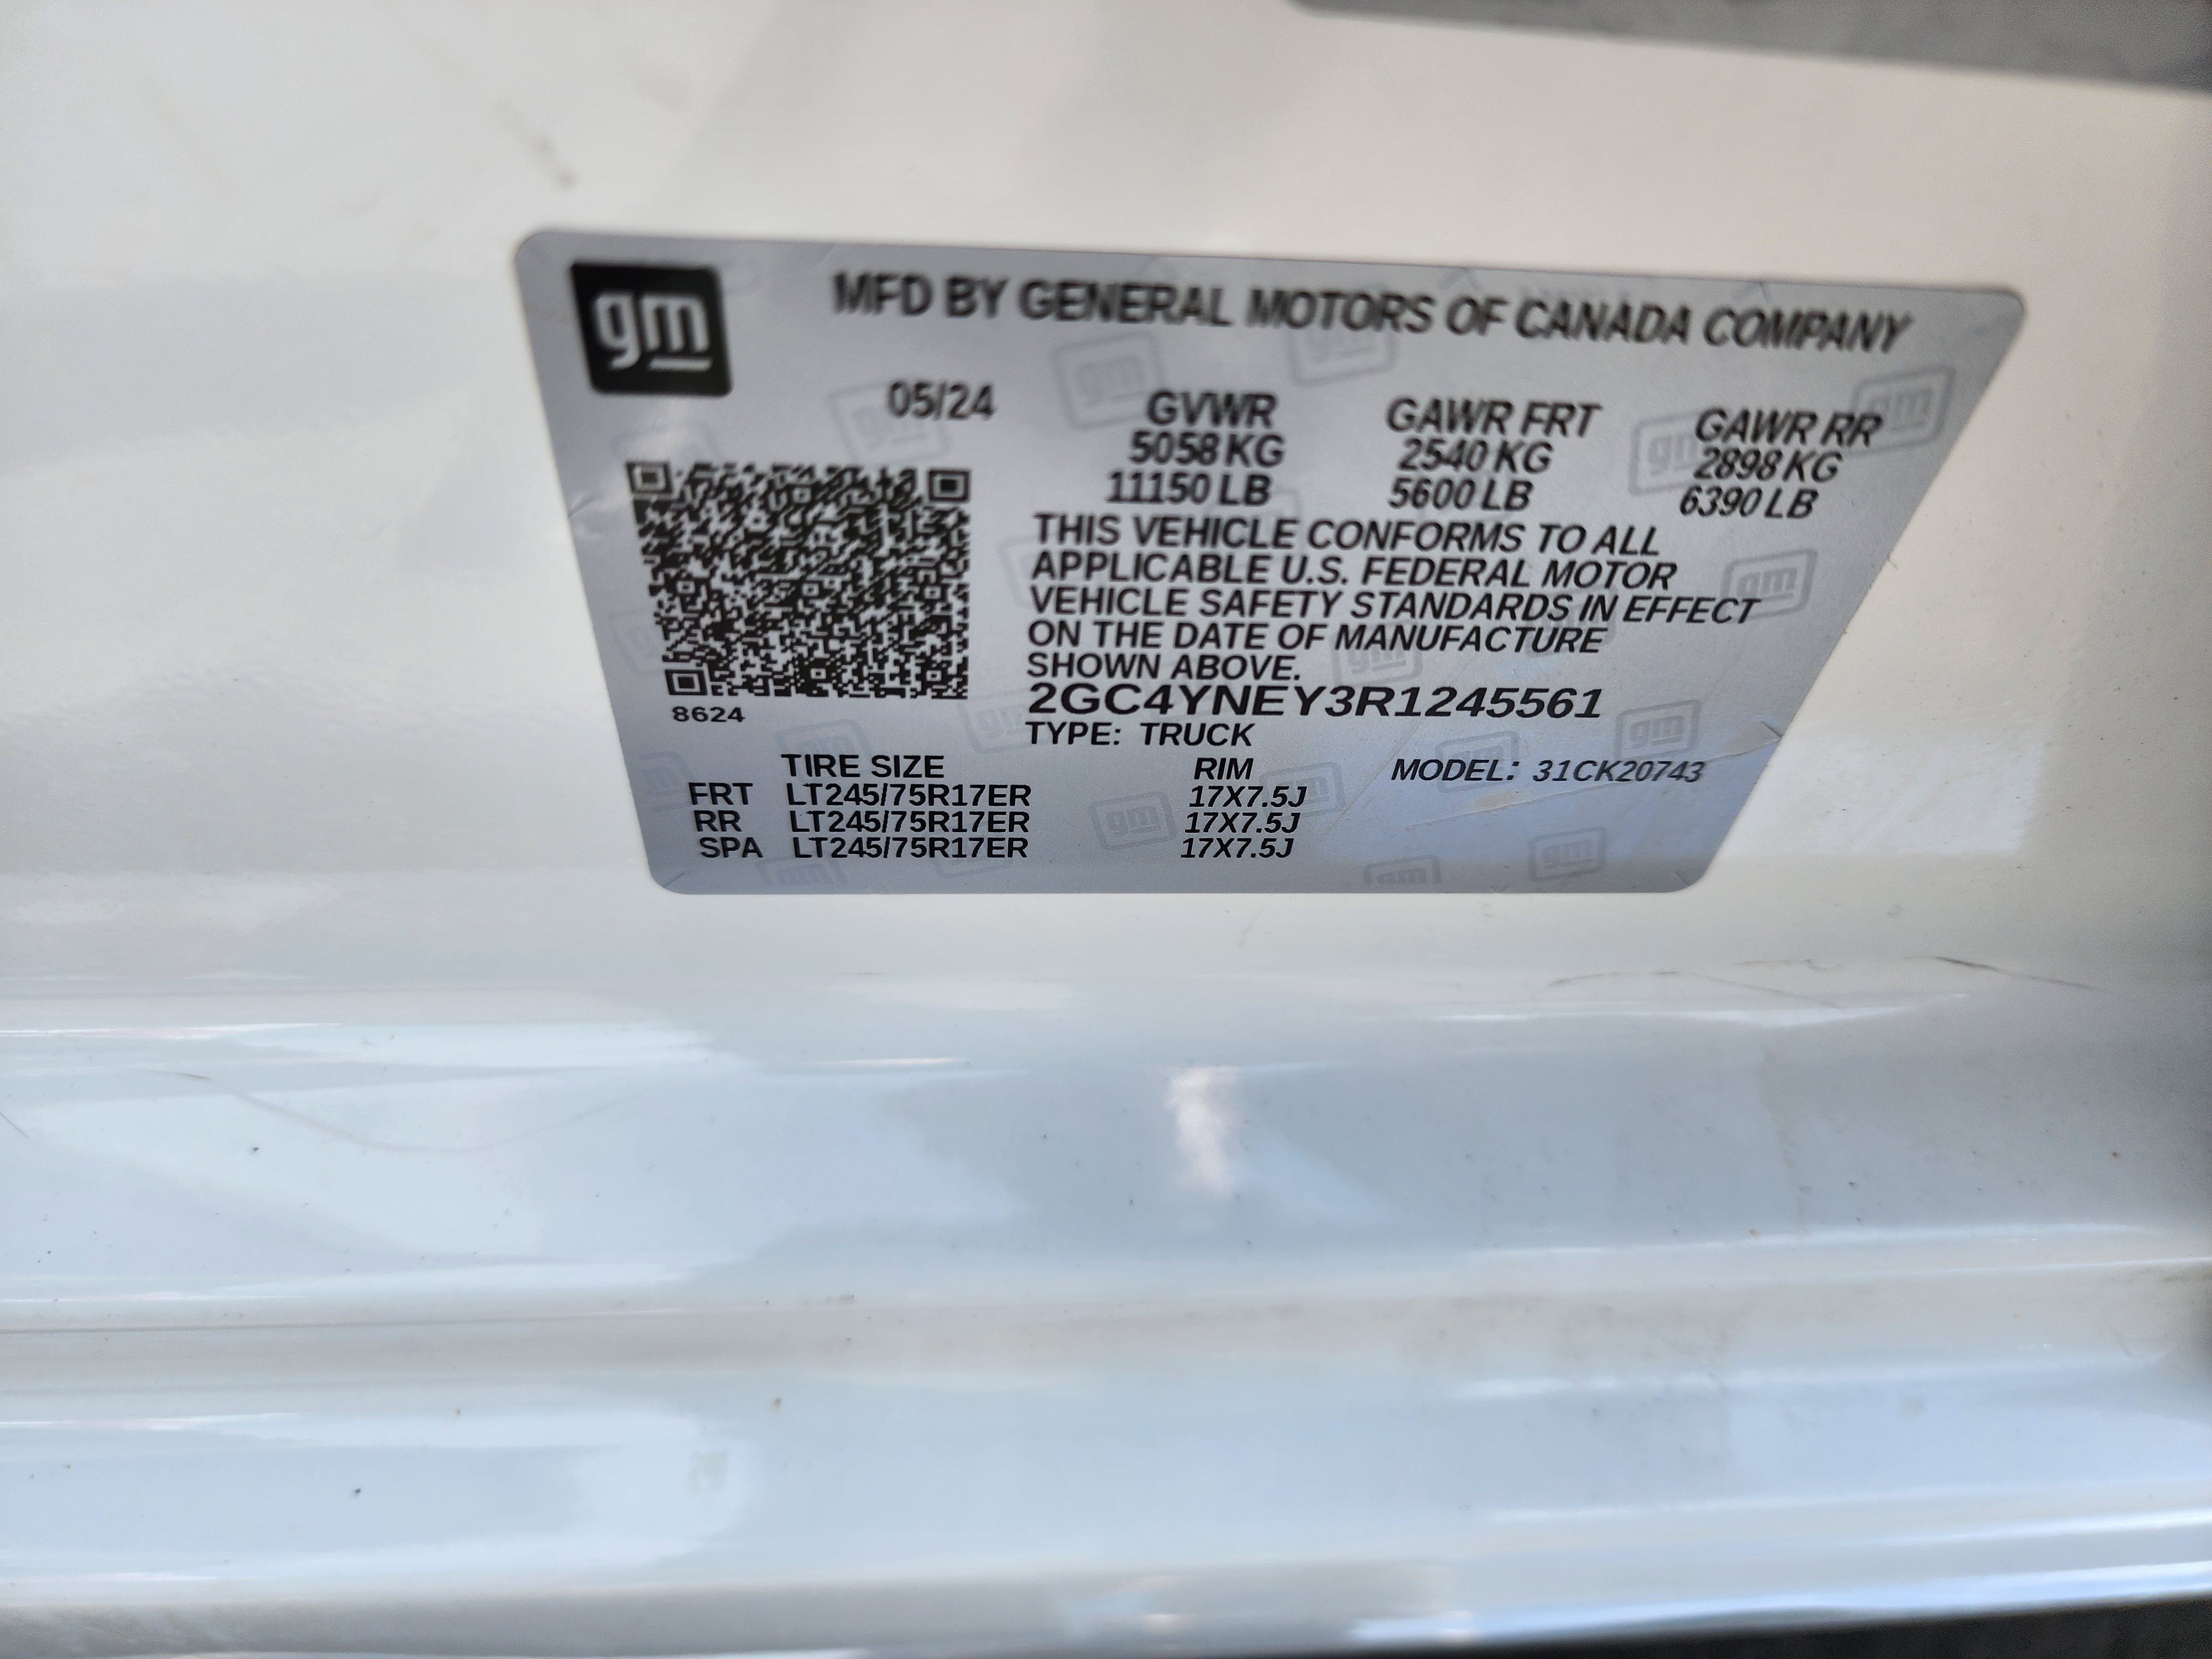 gm
MFD BY GENERAL MOTORS OF CANADA COMPANY
05/24 GVWR GAWR FRT GAWR RR
5058 KG 2540 KG 2898 KG
11150 LB 5600 LB 6390 LB
THIS VEHICLE CONFORMS TO ALL
APPLICABLE U.S. FEDERAL MOTOR
VEHICLE SAFETY STANDARDS IN EFFECT
ON THE DATE OF MANUFACTURE
SHOWN ABOVE.
8624
2GC4YNEY3R1245561
TYPE: TRUCK
TIRE SIZE RIM MODEL: 31CK20743
FRT LT245/75R17ER 17X7.5J
RR LT245/75R17ER 17X7.5J
SPA LT245/75R17ER 17X7.5J